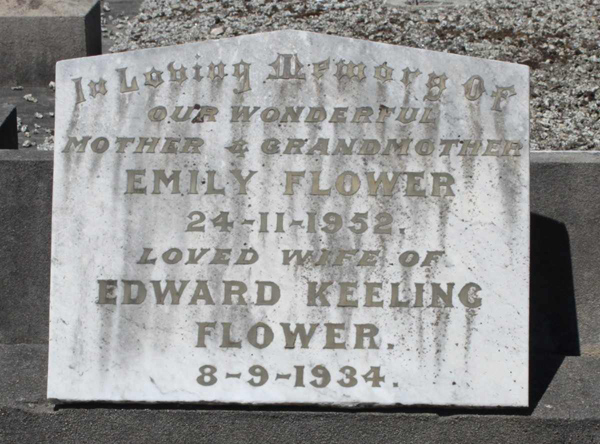 In Loving Memory Of
OUR WONDERFUL
MOTHER & GRANDMOTHER
EMILY FLOWER
24-11-1952.
LOVED WIFE OF
EDWARD KEELING
FLOWER.
8-9-1934.